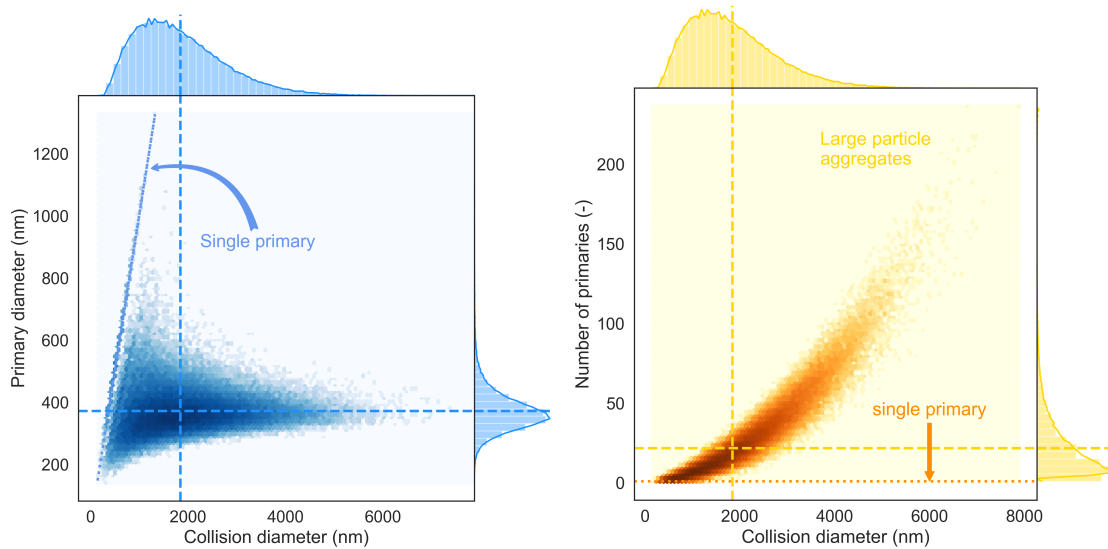 Primary diameter (nm)
1200
1000
800
600
400
200
Single primary
0
2000
4000
6000
Collision diameter (nm)
Number of primaries (-)
200
150
100
50
0
Large particle
aggregates
single primary
0
2000
4000
6000
8000
Collision diameter (nm)